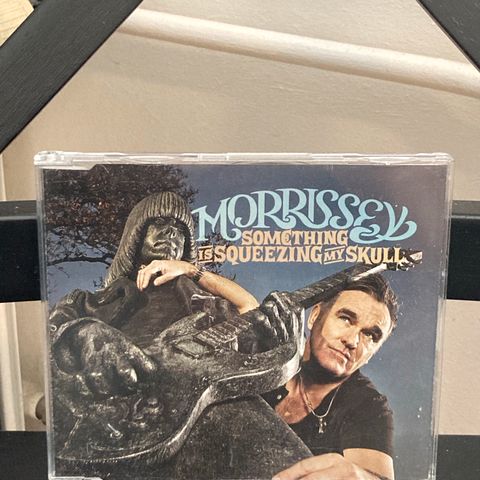 MORRISSEY
SOMETHING
IS SQUEEZING MY SKULL